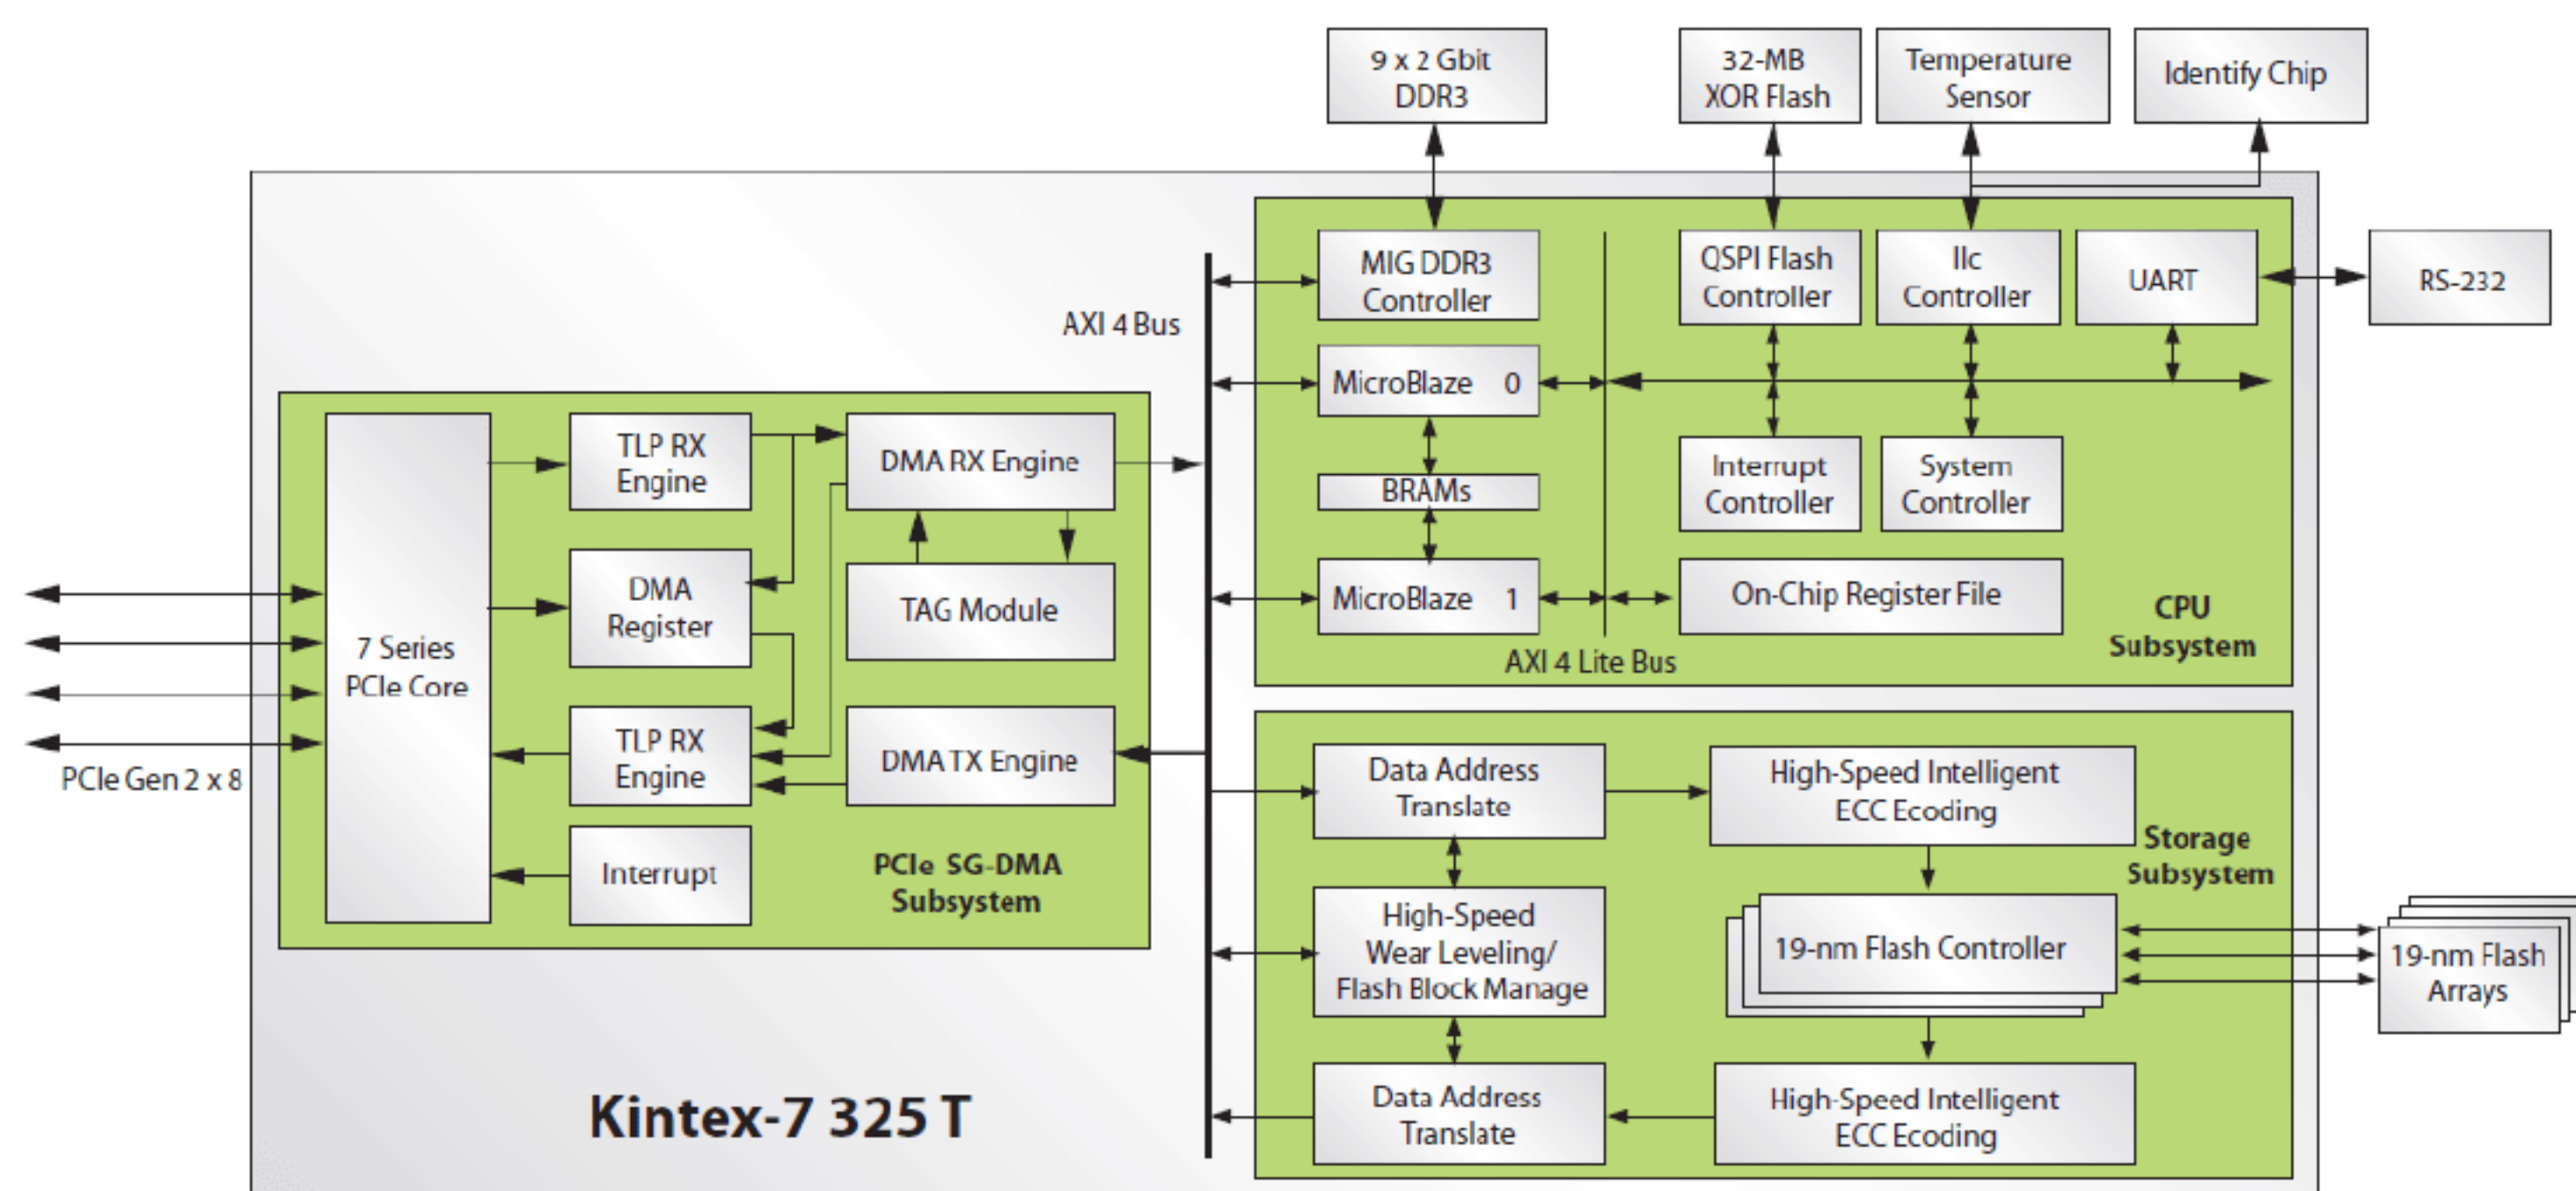 9 x 2 Gbit
DDR3
32-MB
XOR Flash
Temperature
Sensor
Identify Chip
MIG DDR3
Controller
QSPI Flash
Controller
IIc
Controller
UART
RS-232
AXI 4 Bus
MicroBlaze 0
TLP RX
Engine
DMA RX Engine
BRAMs
Interrupt
Controller
System
Controller
DMA
Register
TAG Module
MicroBlaze 1
On-Chip Register File
CPU
Subsystem
7 Series
PCIe Core
AXI 4 Lite Bus
TLP RX
Engine
DMA TX Engine
PCIe Gen 2 x 8
Data Address
Translate
High-Speed Intelligent
ECC Ecoding
Storage
Subsystem
Interrupt
PCIe SG-DMA
Subsystem
High-Speed
Wear Leveling/
Flash Block Manage
19-nm Flash Controller
19-nm Flash
Arrays
Kintex-7 325 T
Data Address
Translate
High-Speed Intelligent
ECC Ecoding